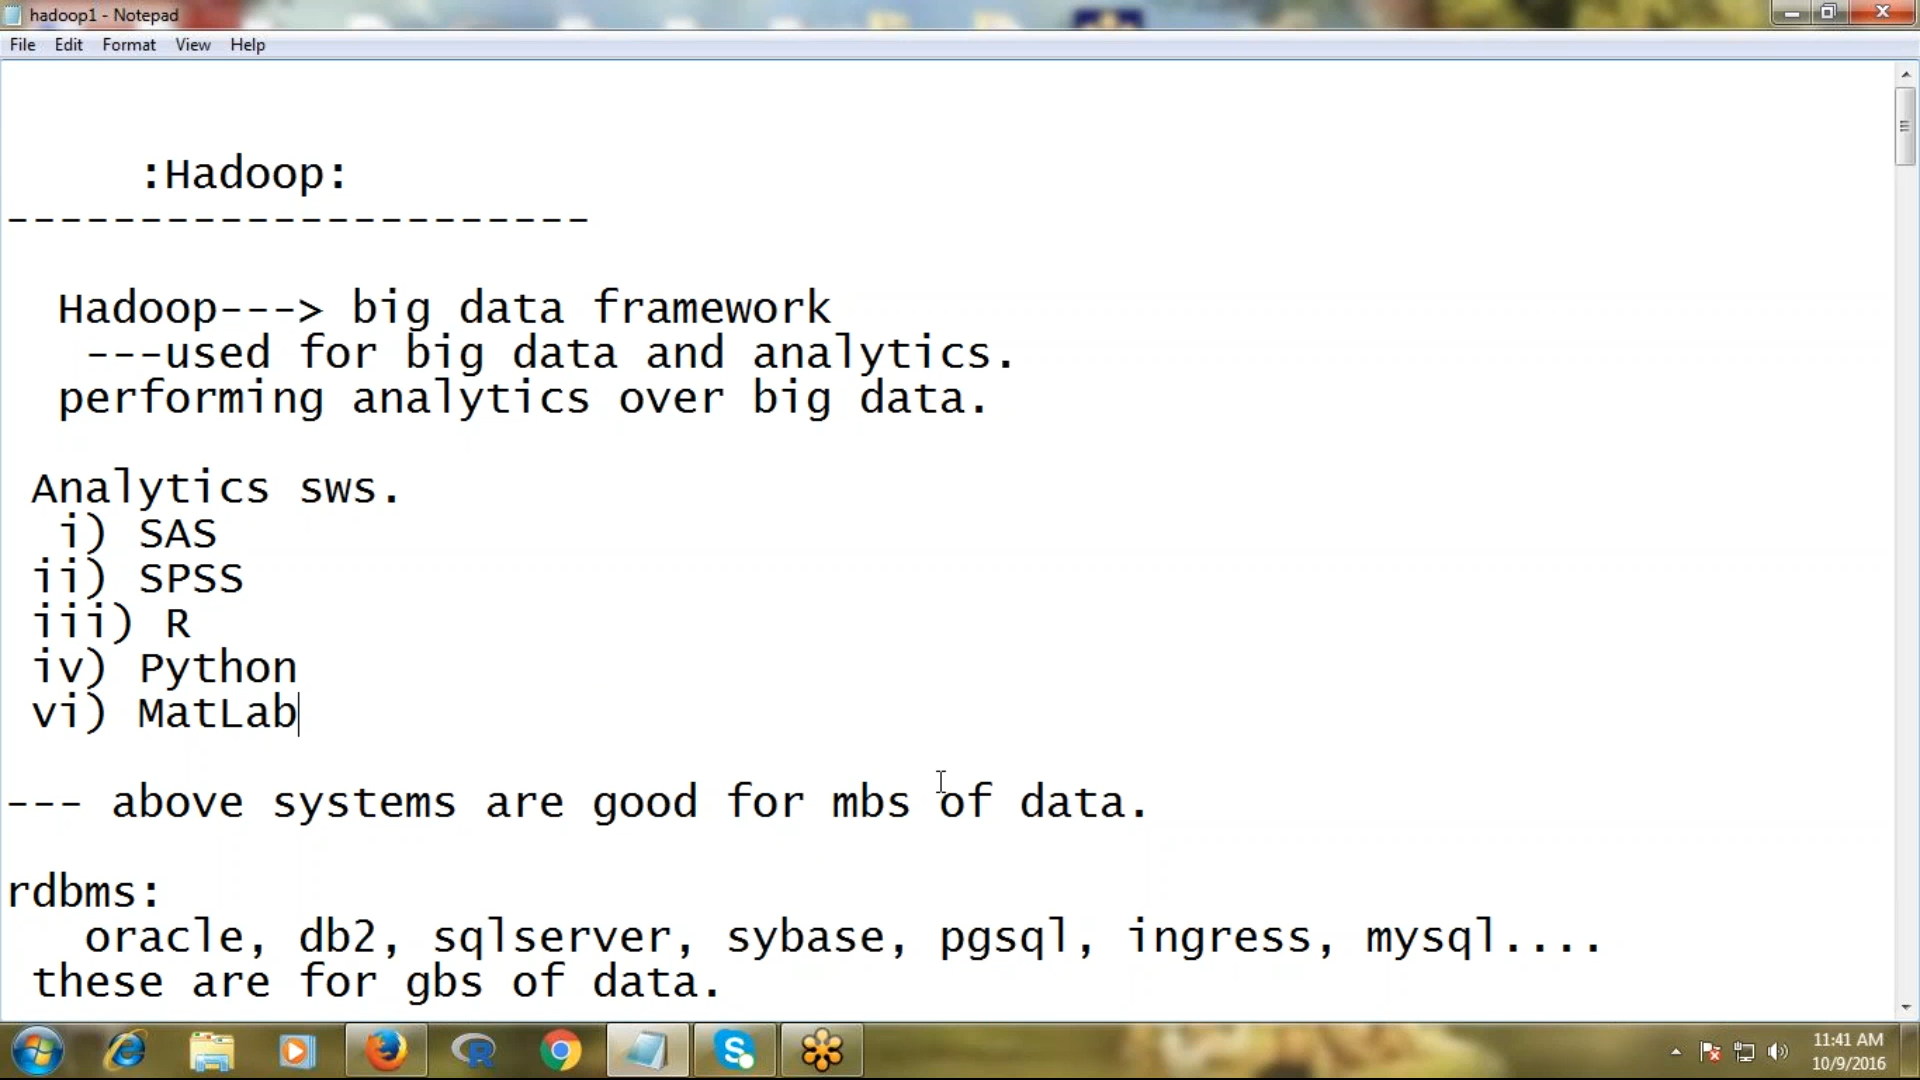 hadoop1 - Notepad
File Edit Format View Help
:Hadoop:
----------------------
Hadoop---> big data framework
---used for big data and analytics.
performing analytics over big data.
Analytics sws.
i) SAS
ii) SPSS
iii) R
iv) Python
vi) MatLab
--- above systems are good for mbs of data.
rdbms:
oracle, db2, sqlserver, sybase, pgsql, ingress, mysql....
these are for gbs of data.
11:41 AM
10/9/2016